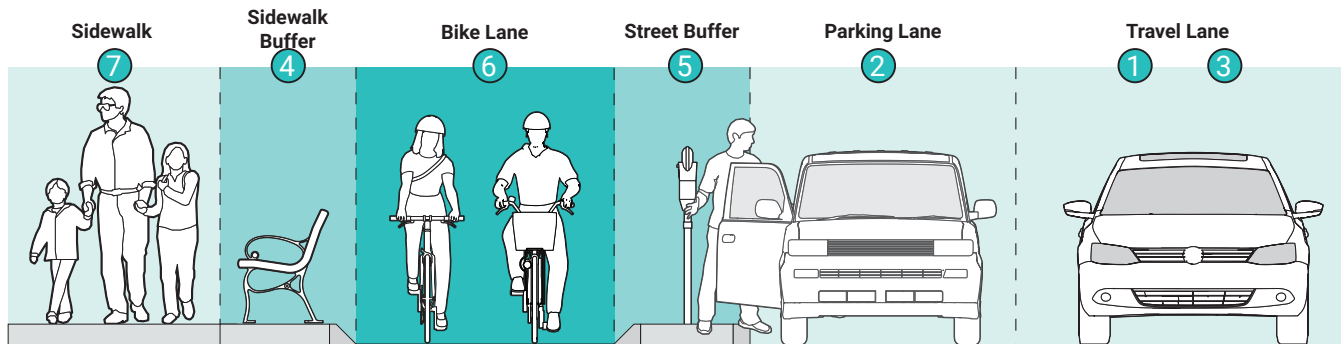 Sidewalk
7
Sidewalk
Buffer
4
Bike Lane
6
Street Buffer
5
Parking Lane
2
Travel Lane
1 3